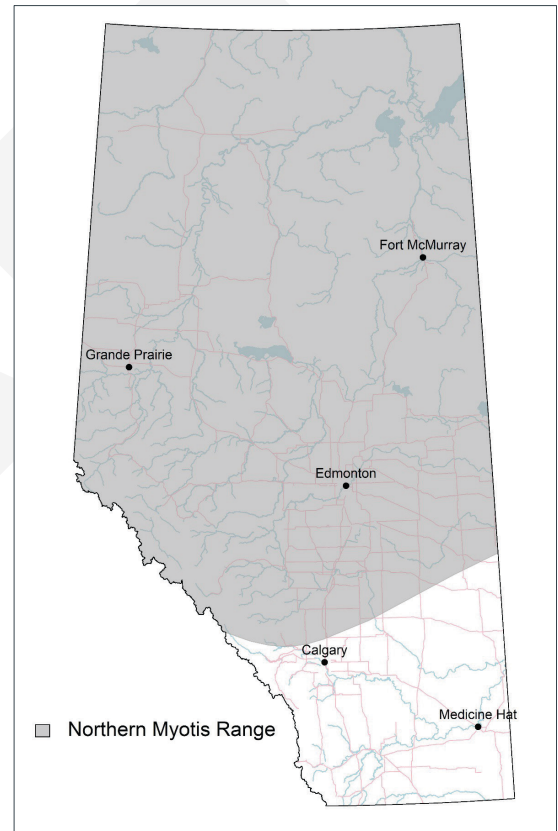 Fort McMurray
Grande Prairie
Edmonton
Calgary
Medicine Hat
Northern Myotis Range